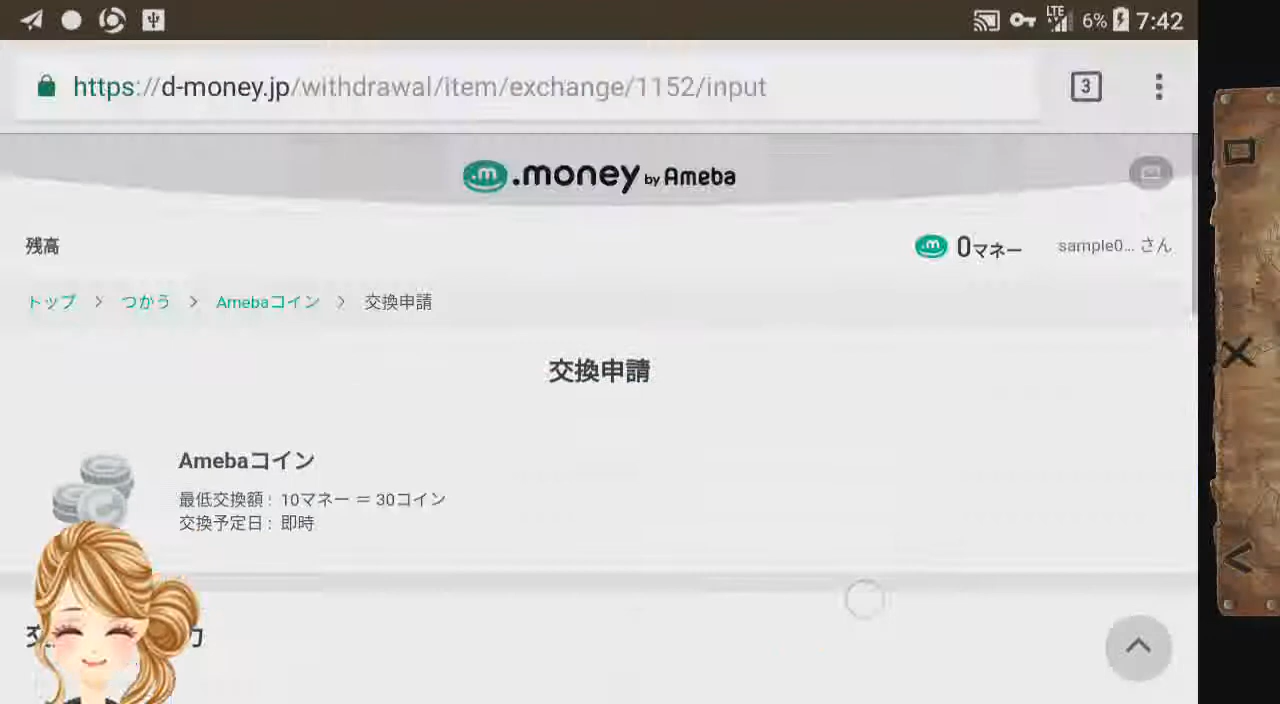 LTE 6% 7:42
https://d-money.jp/withdrawal/item/exchange/1152/input 3
.money by Ameba
残高 0マネー sample0... さん
トップ > つかう > Amebaコイン > 交換申請
交換申請
Amebaコイン
最低交換額 : 10マネー = 30コイン
交換予定日 : 即時